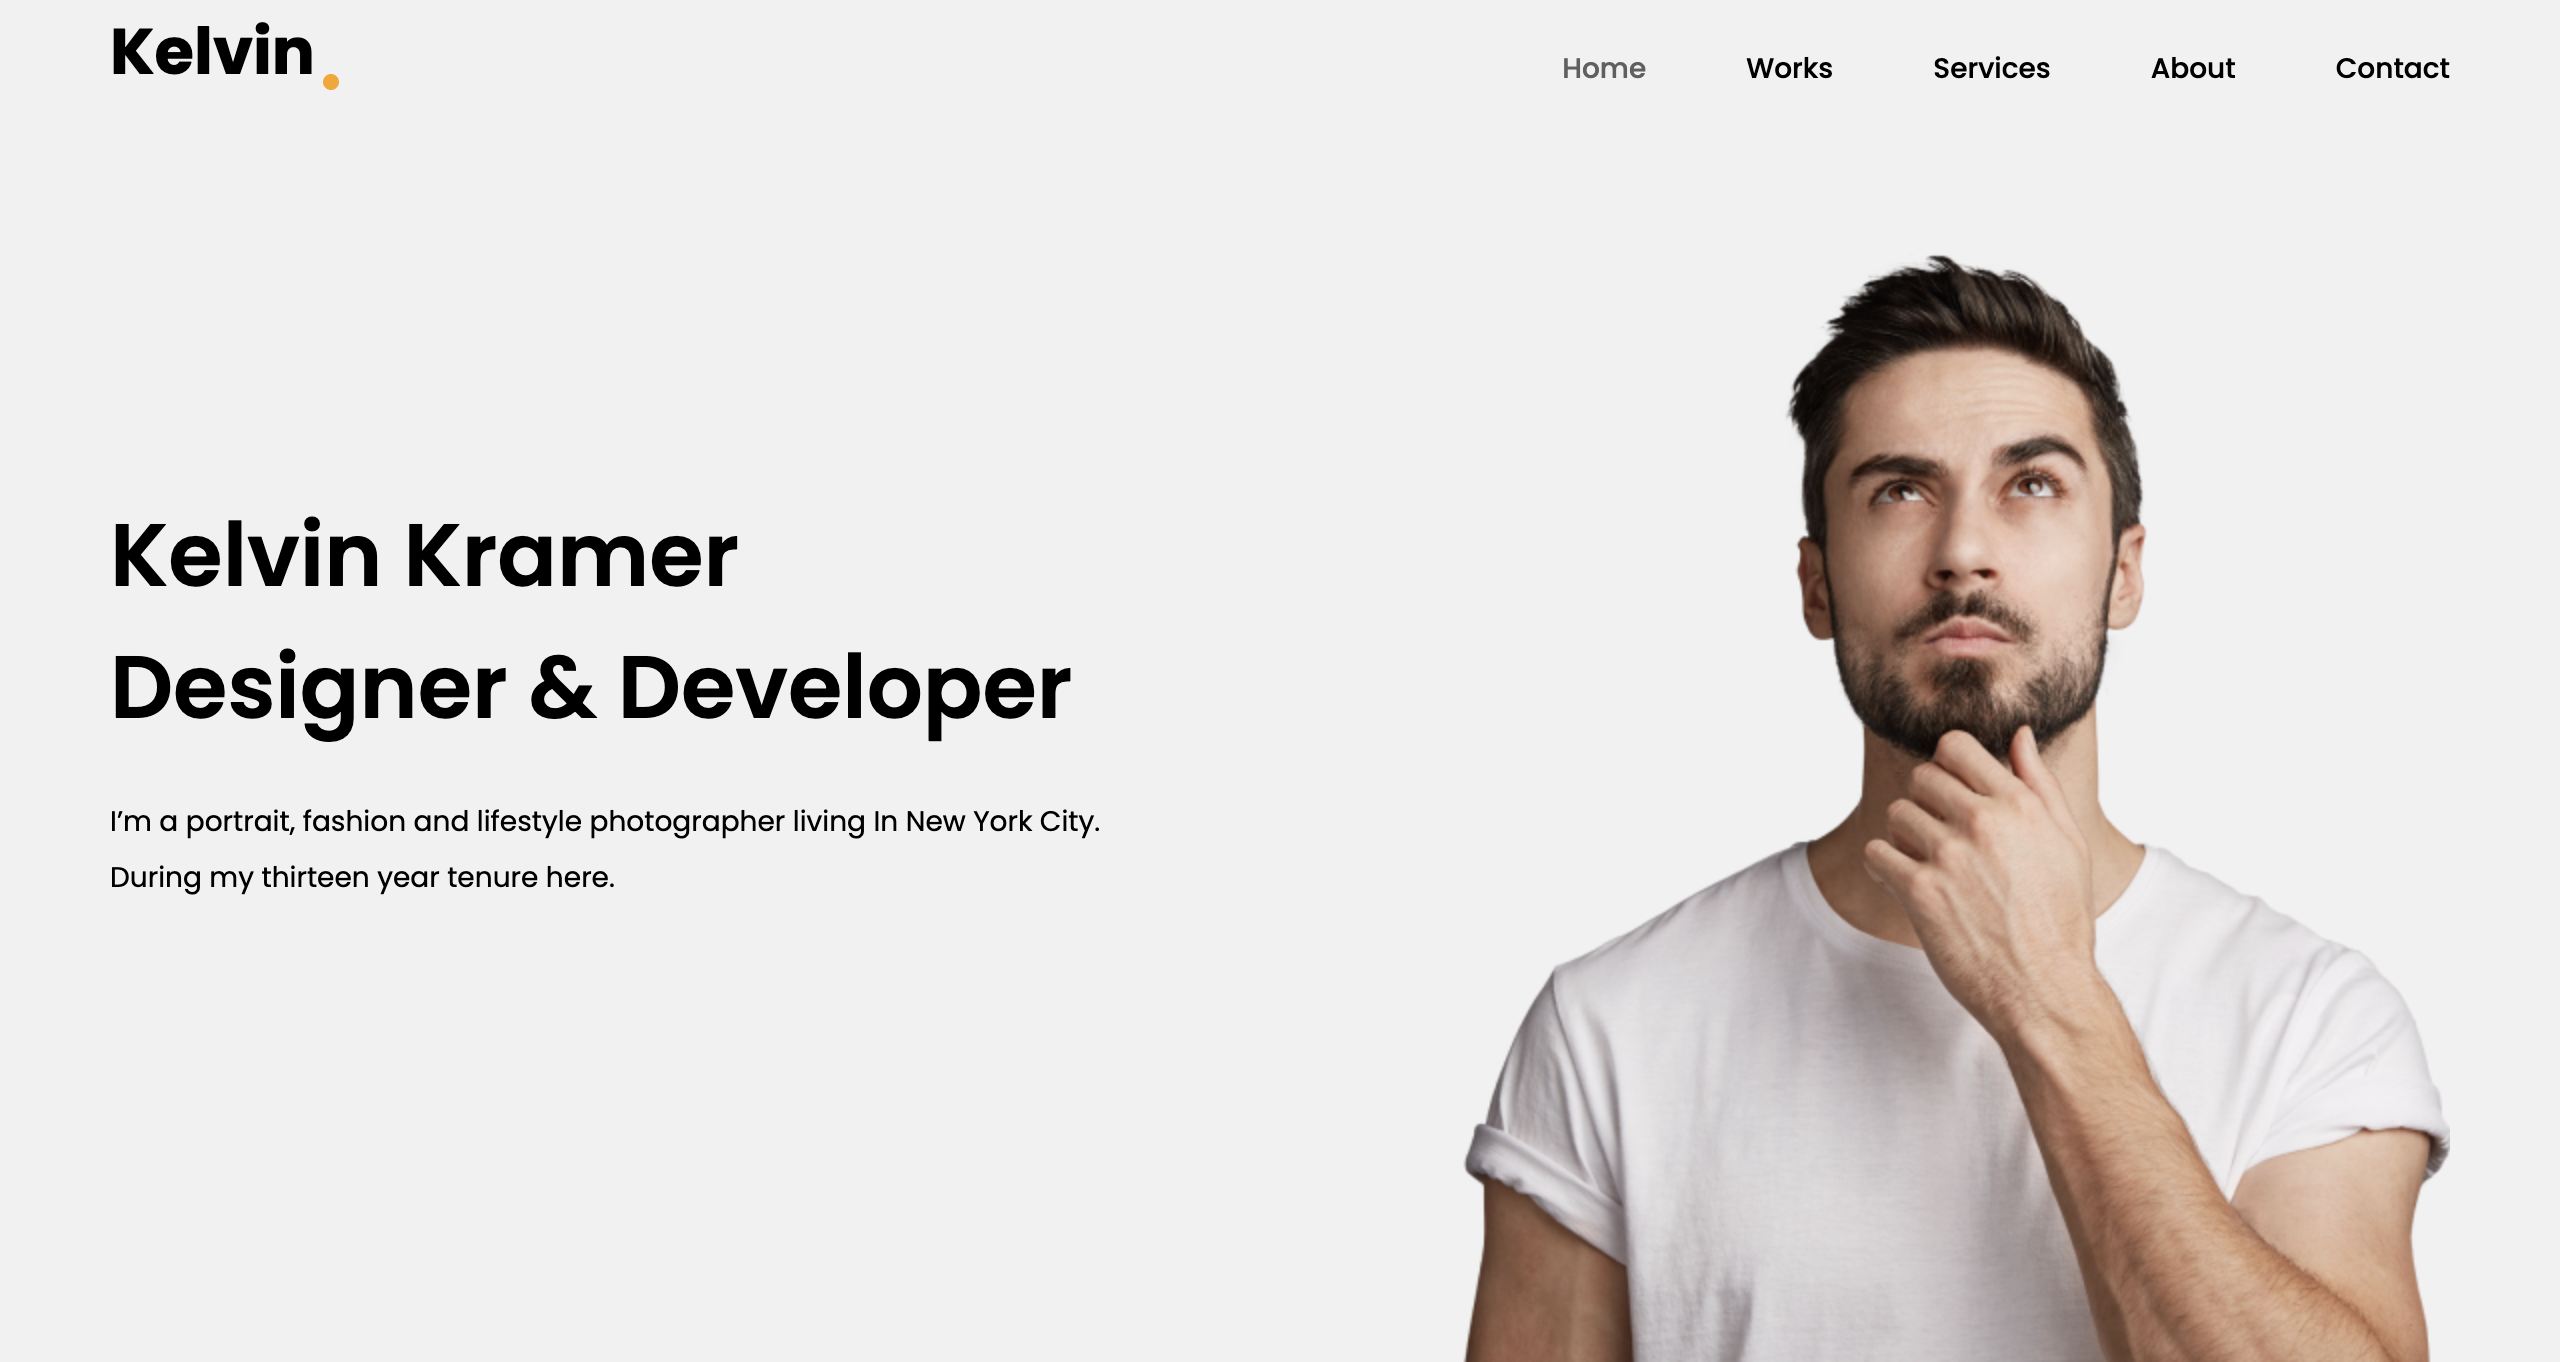 Kelvin.
Home Works Services About Contact
Kelvin Kramer
Designer & Developer
I’m a portrait, fashion and lifestyle photographer living In New York City.
During my thirteen year tenure here.